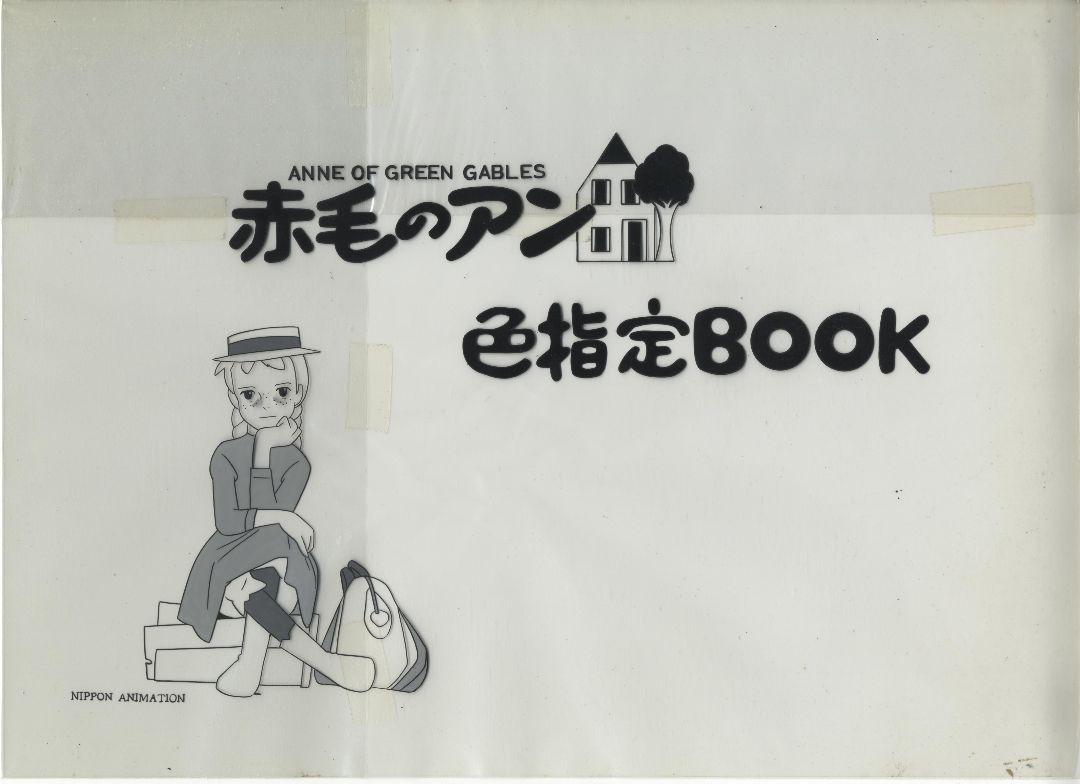 ANNE OF GREEN GABLES
赤毛のアン
色指定BOOK
NIPPON ANIMATION